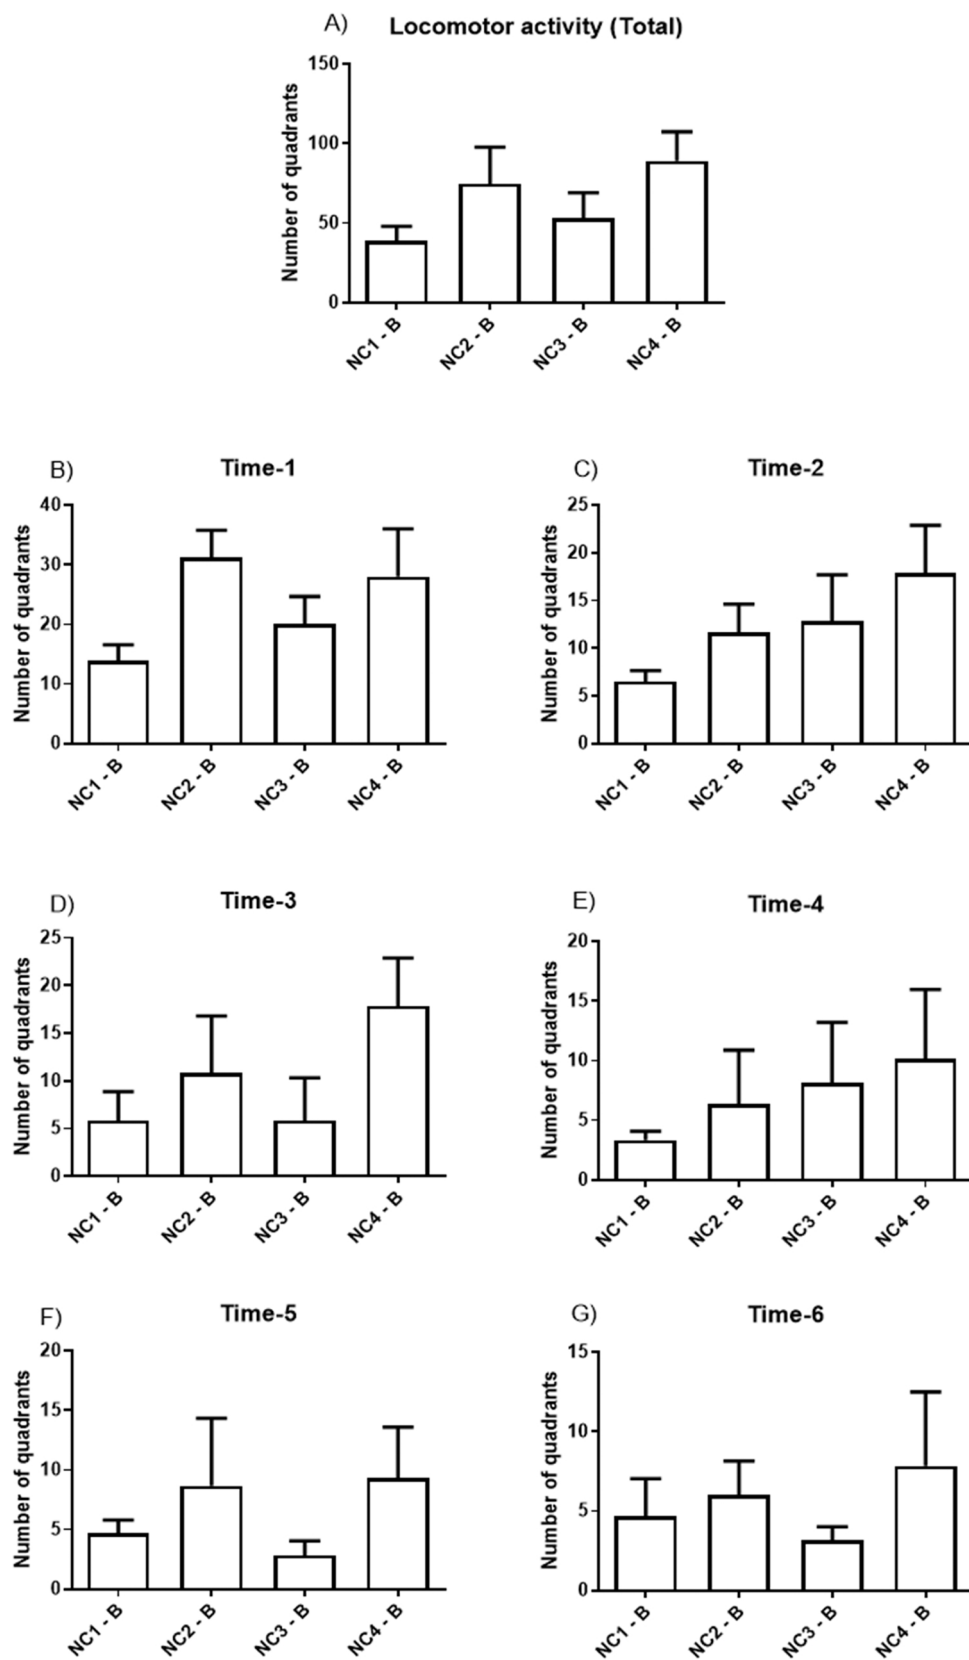 A) Locomotor activity (Total)
Number of quadrants
150
100
50
0
NC1 - B
NC2 - B
NC3 - B
NC4 - B
B) Time-1
Number of quadrants
40
30
20
10
0
NC1 - B
NC2 - B
NC3 - B
NC4 - B
C) Time-2
Number of quadrants
25
20
15
10
5
0
NC1 - B
NC2 - B
NC3 - B
NC4 - B
D) Time-3
Number of quadrants
25
20
15
10
5
0
NC1 - B
NC2 - B
NC3 - B
NC4 - B
E) Time-4
Number of quadrants
20
15
10
5
0
NC1 - B
NC2 - B
NC3 - B
NC4 - B
F) Time-5
Number of quadrants
20
15
10
5
0
NC1 - B
NC2 - B
NC3 - B
NC4 - B
G) Time-6
Number of quadrants
15
10
5
0
NC1 - B
NC2 - B
NC3 - B
NC4 - B